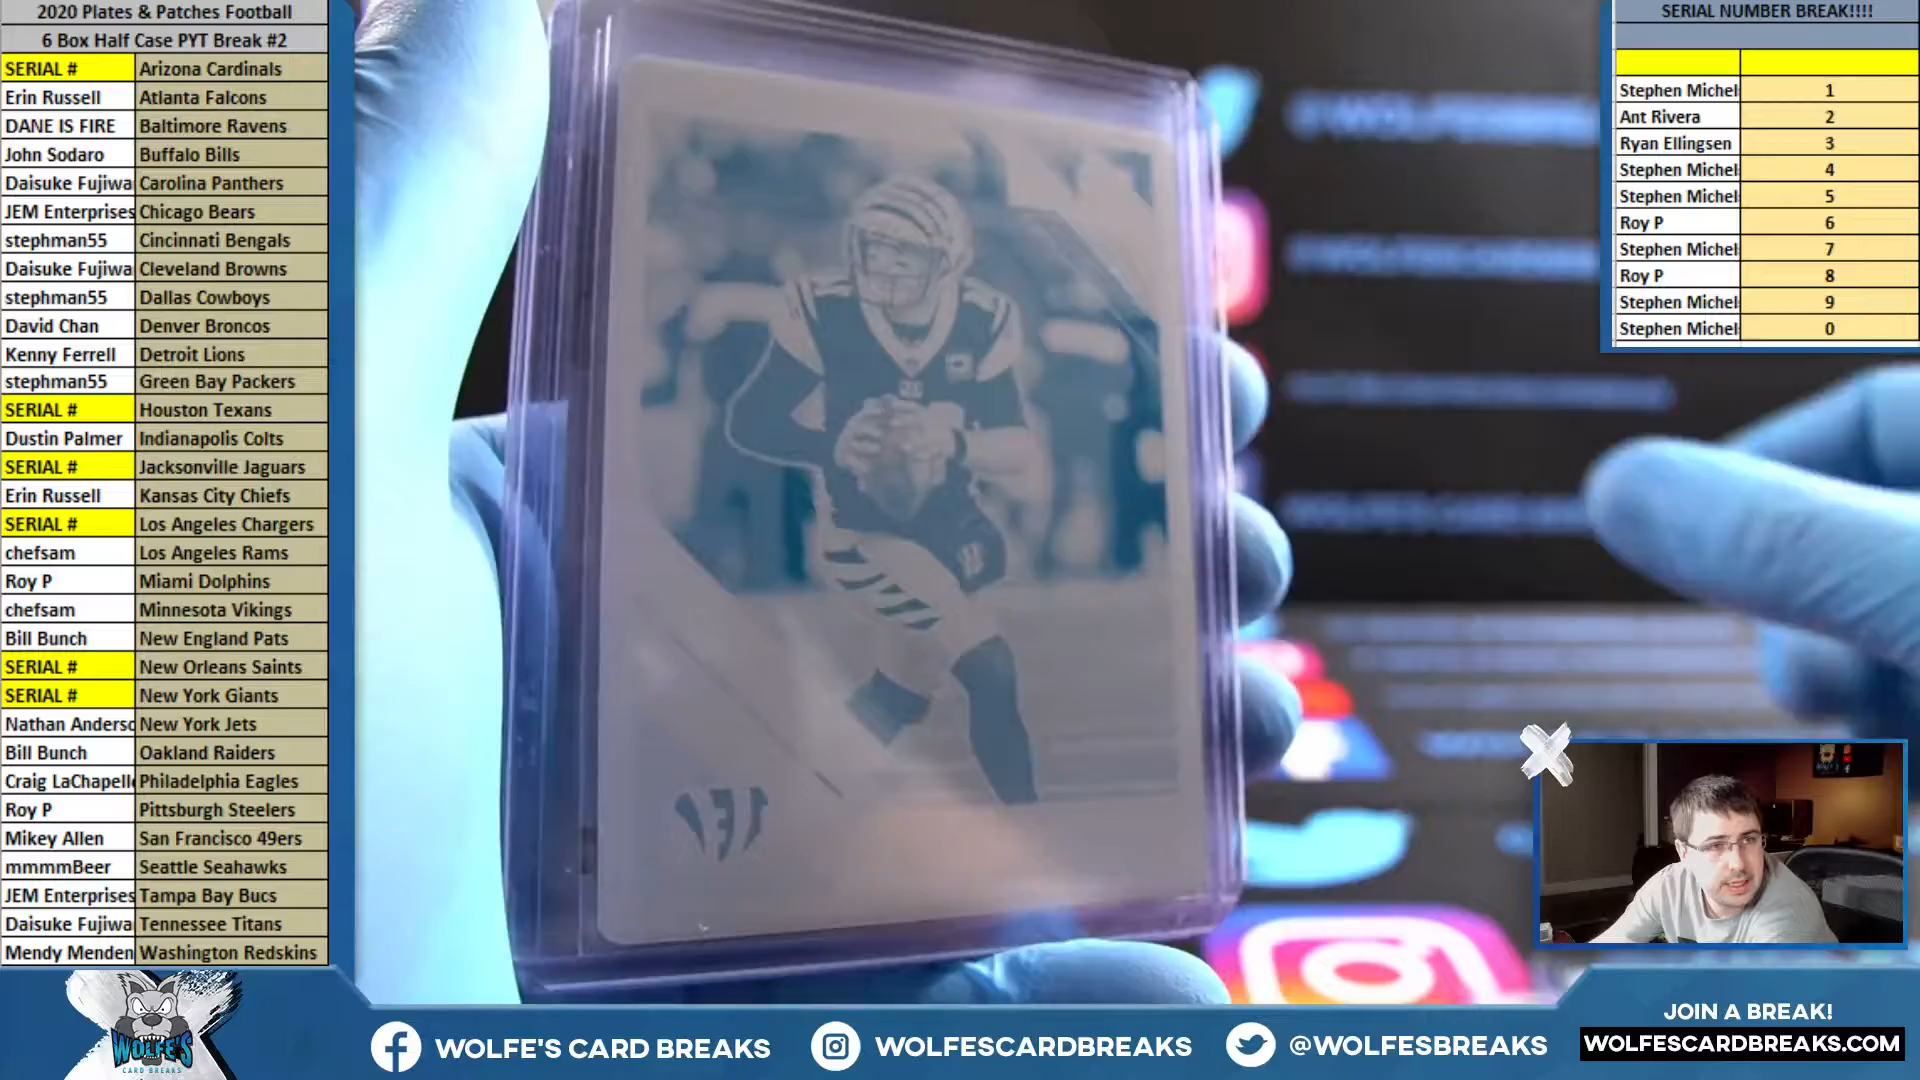 2020 Plates & Patches Football
6 Box Half Case PYT Break #2
SERIAL # Arizona Cardinals
Erin Russell Atlanta Falcons
DANE IS FIRE Baltimore Ravens
John Sodaro Buffalo Bills
Daisuke Fujiwa Carolina Panthers
JEM Enterprises Chicago Bears
stephman55 Cincinnati Bengals
Daisuke Fujiwa Cleveland Browns
stephman55 Dallas Cowboys
David Chan Denver Broncos
Kenny Ferrell Detroit Lions
stephman55 Green Bay Packers
SERIAL # Houston Texans
Dustin Palmer Indianapolis Colts
SERIAL # Jacksonville Jaguars
Erin Russell Kansas City Chiefs
SERIAL # Los Angeles Chargers
chefsam Los Angeles Rams
Roy P Miami Dolphins
chefsam Minnesota Vikings
Bill Bunch New England Pats
SERIAL # New Orleans Saints
SERIAL # New York Giants
Nathan Anderso New York Jets
Bill Bunch Oakland Raiders
Craig LaChapelle Philadelphia Eagles
Roy P Pittsburgh Steelers
Mikey Allen San Francisco 49ers
mmmmBeer Seattle Seahawks
JEM Enterprises Tampa Bay Bucs
Daisuke Fujiwa Tennessee Titans
Mendy Menden Washington Redskins
SERIAL NUMBER BREAK!!!!
Stephen Michel 1
Ant Rivera 2
Ryan Ellingsen 3
Stephen Michel 4
Stephen Michel 5
Roy P 6
Stephen Michel 7
Roy P 8
Stephen Michel 9
Stephen Michel 0
WOLFE'S
CARD BREAKS
WOLFE'S CARD BREAKS
WOLFESCARDBREAKS
@WOLFESBREAKS
JOIN A BREAK!
WOLFESCARDBREAKS.COM